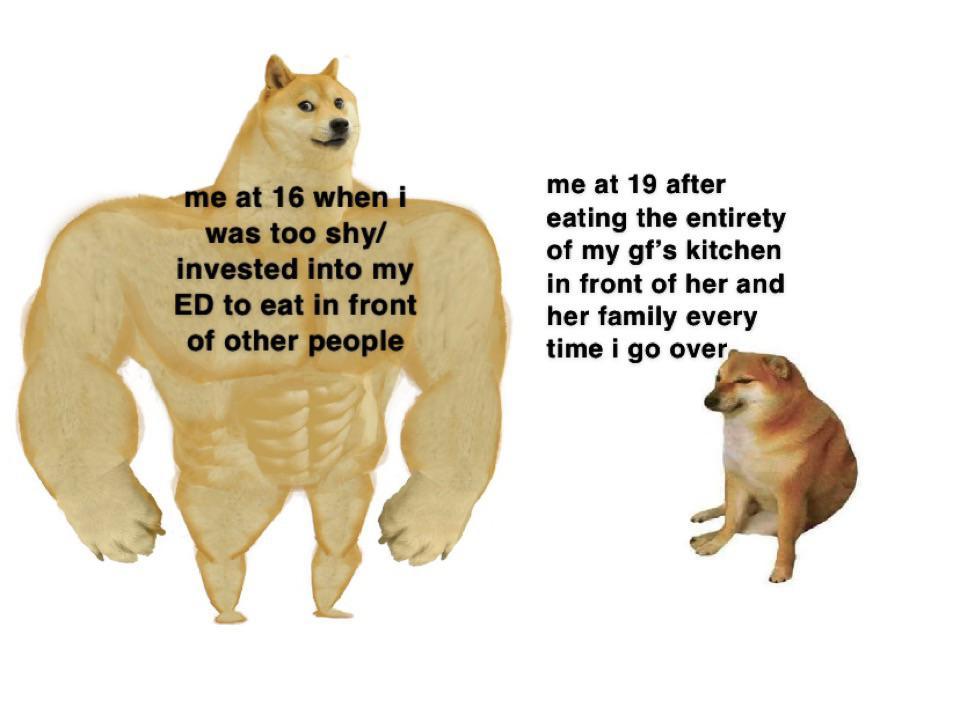 me at 16 when i
was too shy/
invested into my
ED to eat in front
of other people
me at 19 after
eating the entirety
of my gf's kitchen
in front of her and
her family every
time i go over